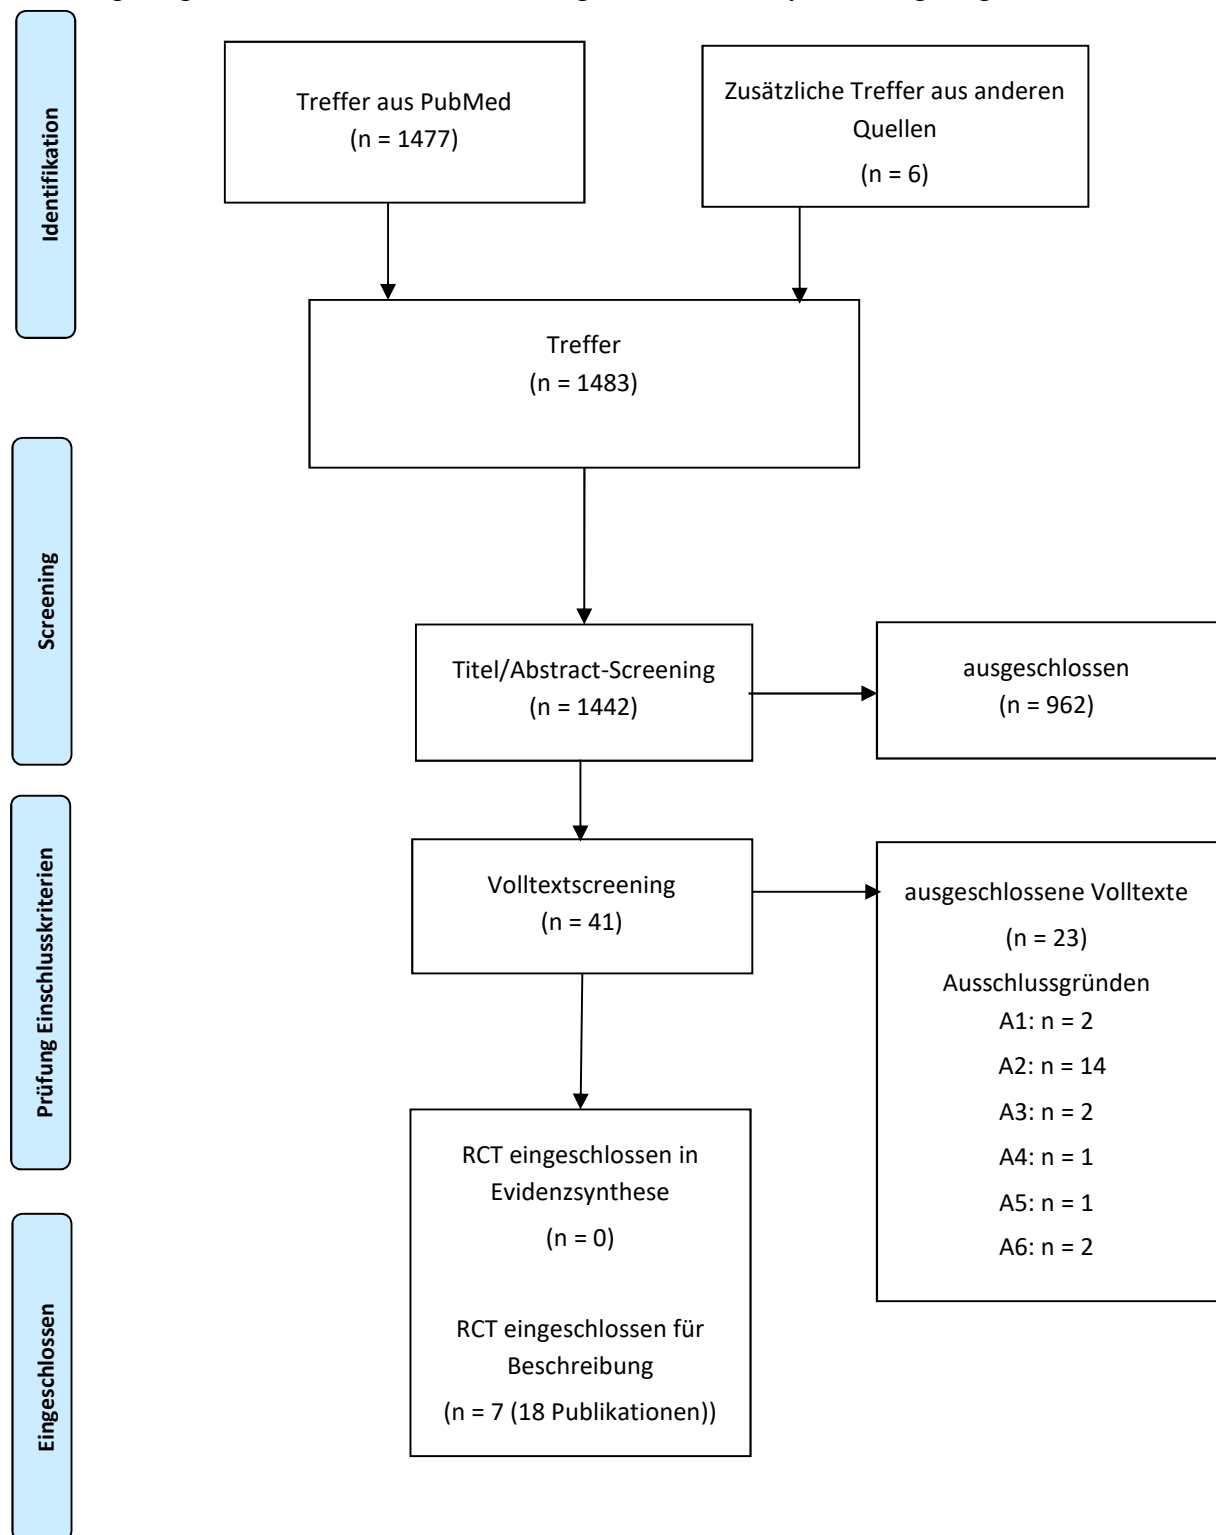 Identifikation
Treffer aus PubMed
(n = 1477)
Zusätzliche Treffer aus anderen
Quellen
(n = 6)
Treffer
(n = 1483)
Screening
Titel/Abstract-Screening
(n = 1442)
ausgeschlossen
(n = 962)
Prüfung Einschlusskriterien
Volltextscreening
(n = 41)
ausgeschlossene Volltexte
(n = 23)
Ausschlussgründen
A1: n = 2
A2: n = 14
A3: n = 2
A4: n = 1
A5: n = 1
A6: n = 2
Eingeschlossen
RCT eingeschlossen in
Evidenzsynthese
(n = 0)
RCT eingeschlossen für
Beschreibung
(n = 7 (18 Publikationen))